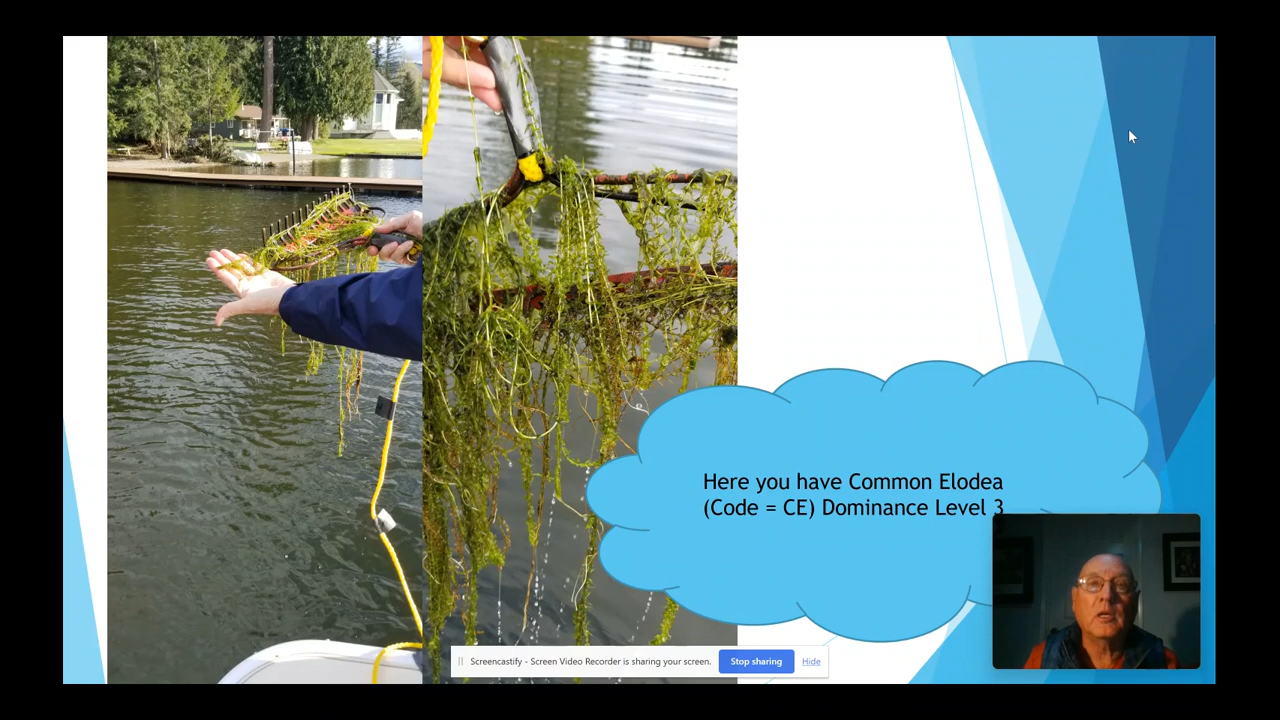 Here you have Common Elodea
(Code = CE) Dominance Level 3
Screencastify - Screen Video Recorder is sharing your screen.
Stop sharing
Hide